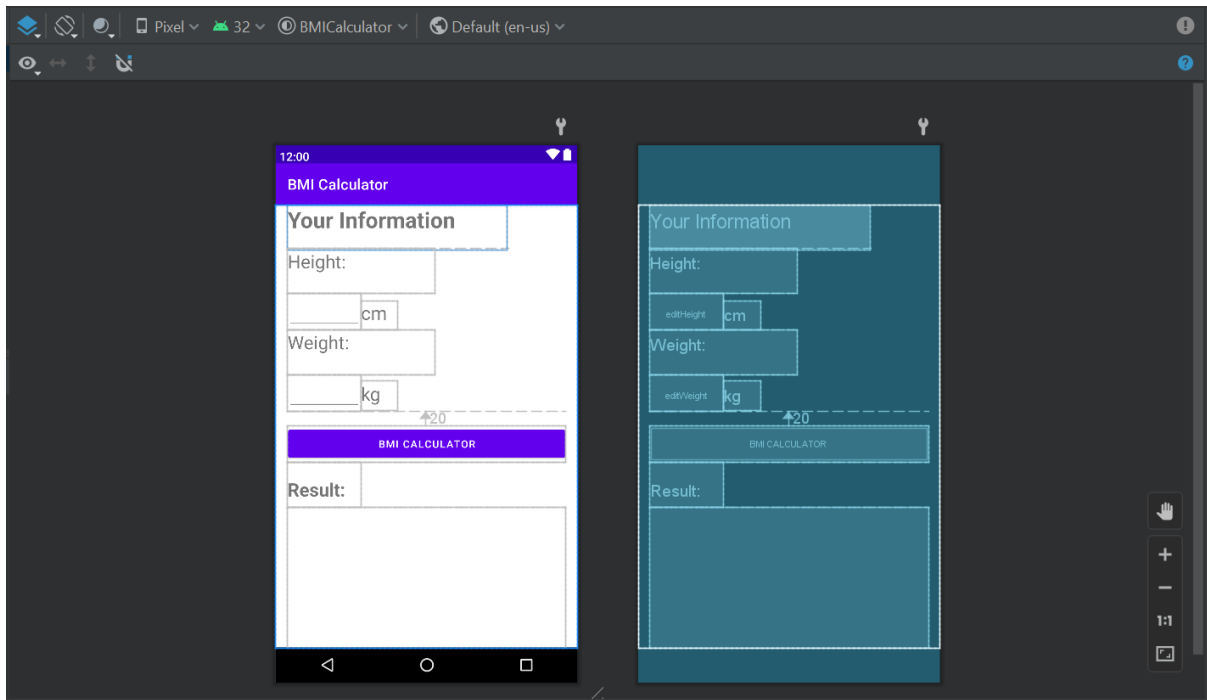 Pixel 32 BMICalculator Default (en-us)
12:00
BMI Calculator
Your Information
Height:
cm
Weight:
kg
20
BMI CALCULATOR
Result:
Your Information
Height:
editHeight cm
Weight:
editWeight kg
20
BMI CALCULATOR
Result:
1:1